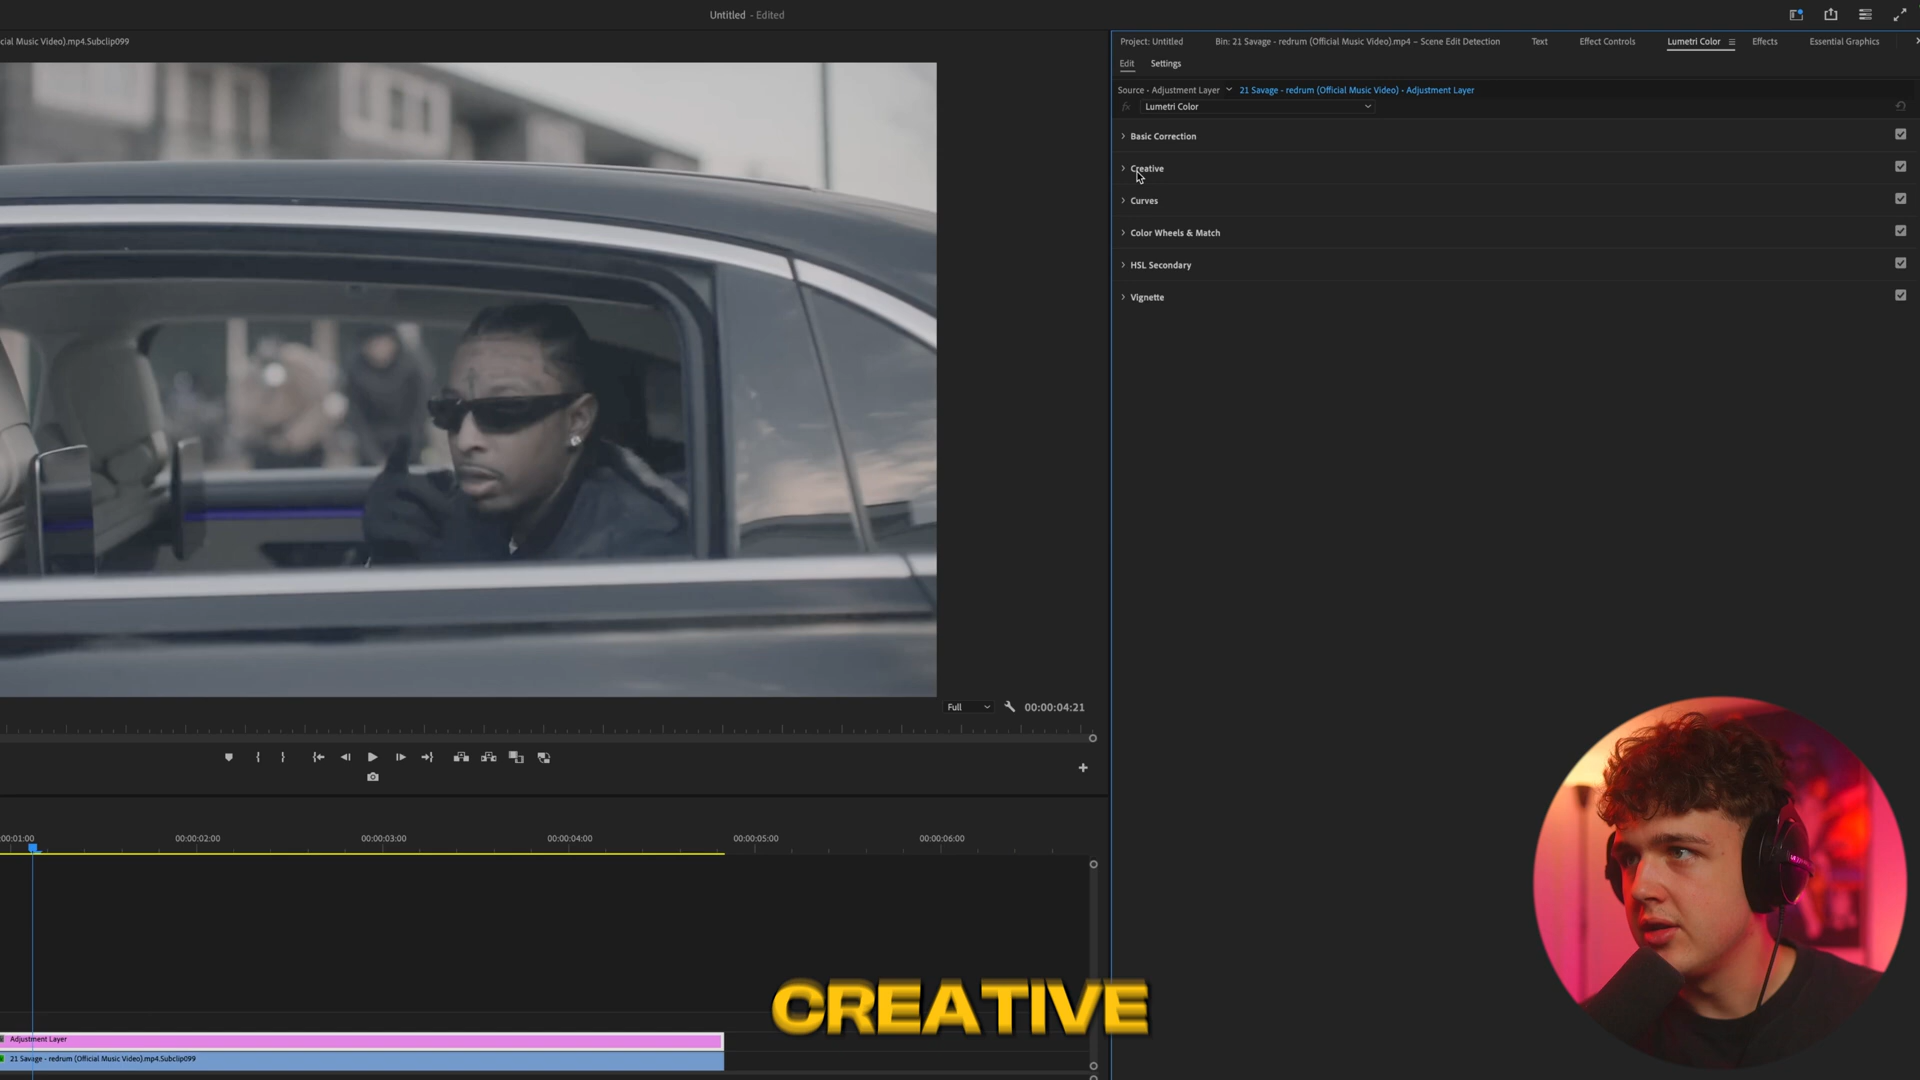 Untitled - Edited
cial Music Video).mp4.Subclip099
Project: Untitled
Bin: 21 Savage - redrum (Official Music Video).mp4 – Scene Edit Detection
Text
Effect Controls
Lumetri Color
Effects
Essential Graphics
Edit
Settings
Source - Adjustment Layer
21 Savage - redrum (Official Music Video) - Adjustment Layer
fx
Lumetri Color
Basic Correction
Creative
Curves
Color Wheels & Match
HSL Secondary
Vignette
Full
00:00:04:21
:00:01:00
00:00:02:00
00:00:03:00
00:00:04:00
00:00:05:00
00:00:06:00
CREATIVE
Adjustment Layer
21 Savage - redrum (Official Music Video).mp4.Subclip099